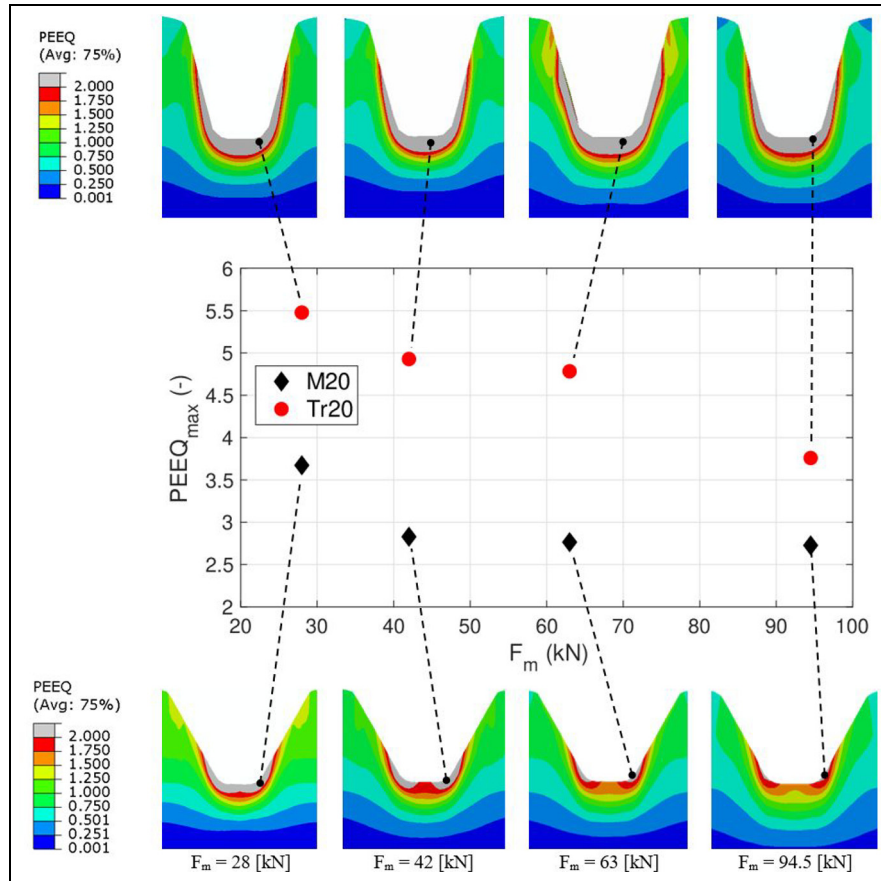 PEEQ
(Avg: 75%)
2.000
1.750
1.500
1.250
1.000
0.750
0.500
0.250
0.001
6
5.5
5
4.5
4
3.5
3
2.5
2
PEEQmax (-)
M20
Tr20
20 30 40 50 60 70 80 90 100
Fm (kN)
PEEQ
(Avg: 75%)
2.000
1.750
1.500
1.250
1.000
0.750
0.501
0.251
0.001
Fm = 28 [kN] Fm = 42 [kN] Fm = 63 [kN] Fm = 94.5 [kN]